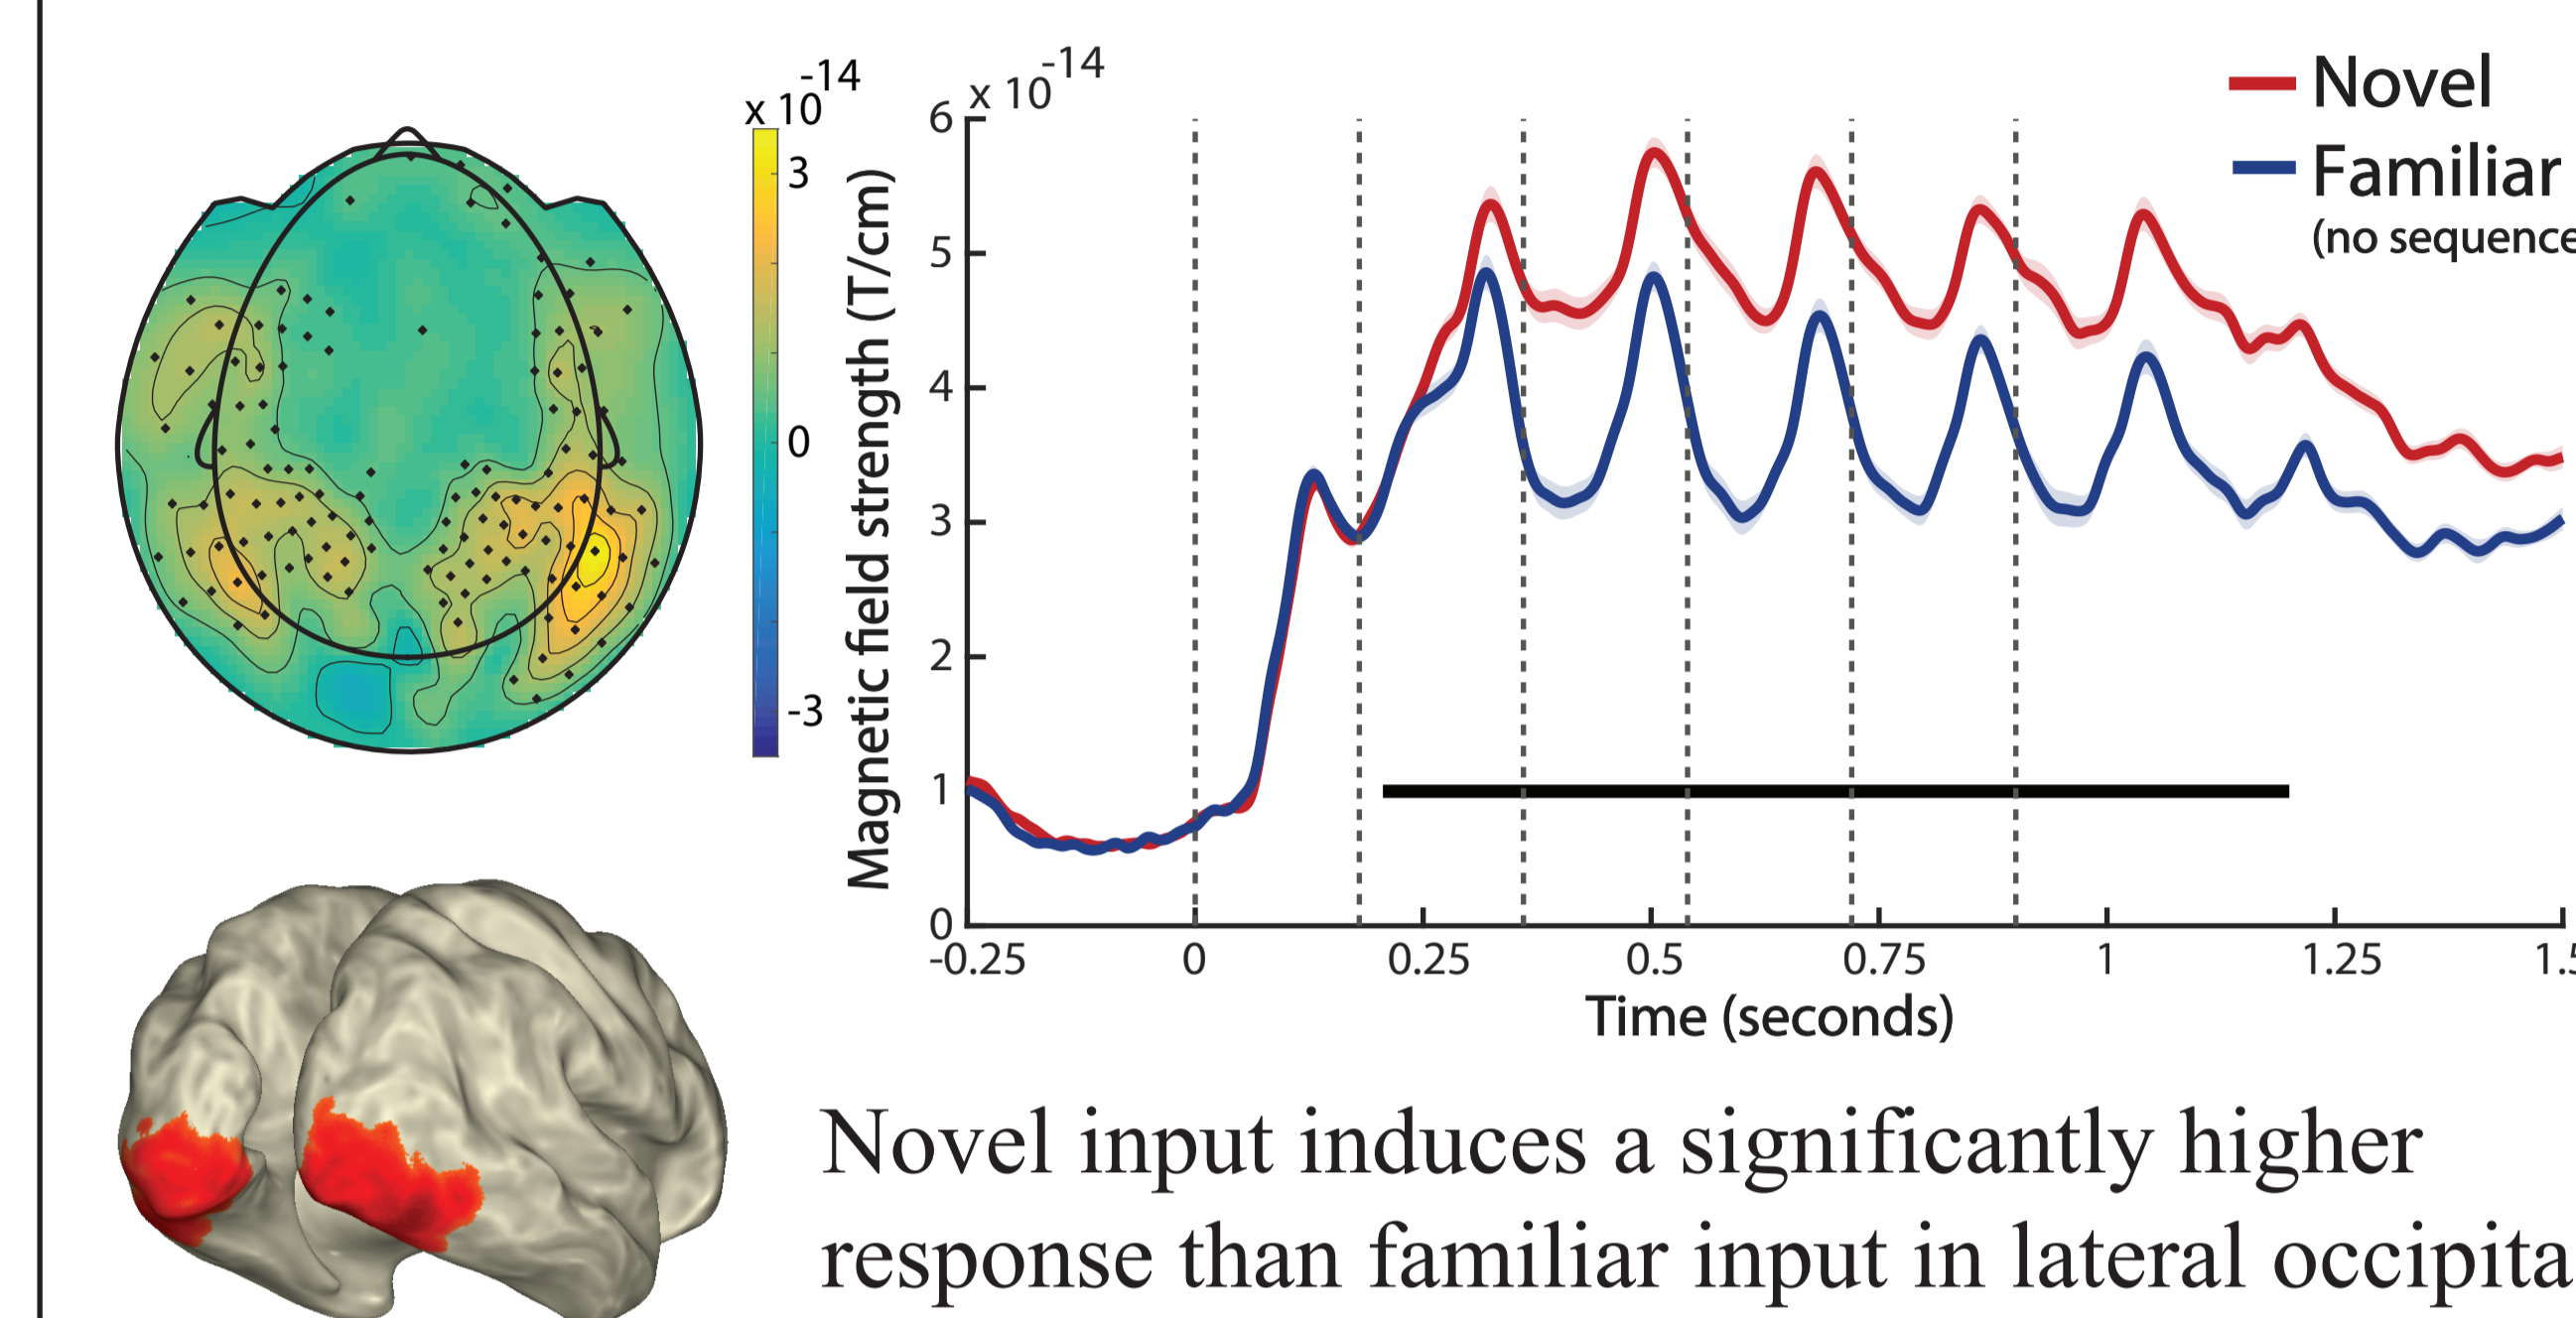 x 10
-14
3
0
-3
Magnetic field strength (T/cm)
x 10
-14
6
5
4
3
2
1
0
-0.25
0
0.25
0.5
0.75
1
1.25
Time (seconds)
Novel
Familiar
(no sequence
Novel input induces a significantly higher
response than familiar input in lateral